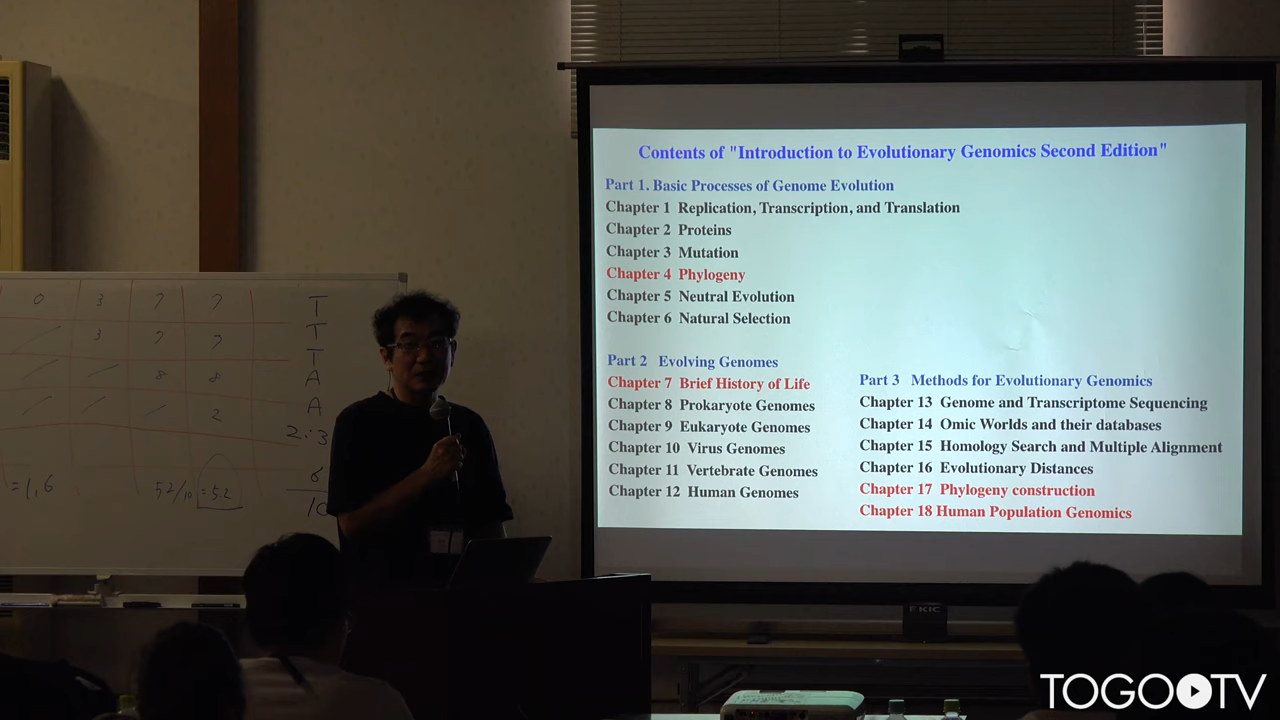 Contents of "Introduction to Evolutionary Genomics Second Edition"
Part 1. Basic Processes of Genome Evolution
Chapter 1 Replication, Transcription, and Translation
Chapter 2 Proteins
Chapter 3 Mutation
Chapter 4 Phylogeny
Chapter 5 Neutral Evolution
Chapter 6 Natural Selection
Part 2 Evolving Genomes
Chapter 7 Brief History of Life
Chapter 8 Prokaryote Genomes
Chapter 9 Eukaryote Genomes
Chapter 10 Virus Genomes
Chapter 11 Vertebrate Genomes
Chapter 12 Human Genomes
Part 3 Methods for Evolutionary Genomics
Chapter 13 Genome and Transcriptome Sequencing
Chapter 14 Omic Worlds and their databases
Chapter 15 Homology Search and Multiple Alignment
Chapter 16 Evolutionary Distances
Chapter 17 Phylogeny construction
Chapter 18 Human Population Genomics
0 3 7 7 T
3 7 7 T
8 8 A
2 A
2:3
=1.6 52/10 =5.2 6
10
KIC
TOGO TV